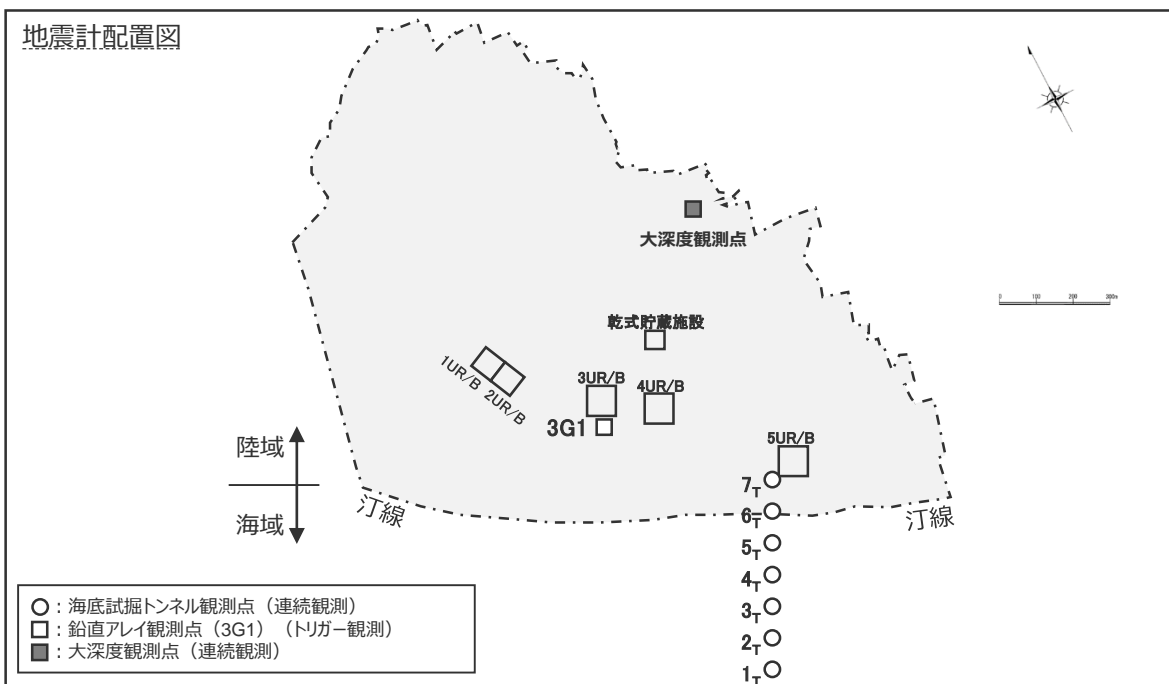 地震計配置図
0 100 200 300m
大深度観測点
乾式貯蔵施設
1UR/B
2UR/B
3UR/B
4UR/B
3G1
5UR/B
陸域
海域
汀線
汀線
7T
6T
5T
4T
3T
2T
1T
○：海底試掘トンネル観測点（連続観測）
□：鉛直アレイ観測点（3G1）（トリガー観測）
■：大深度観測点（連続観測）